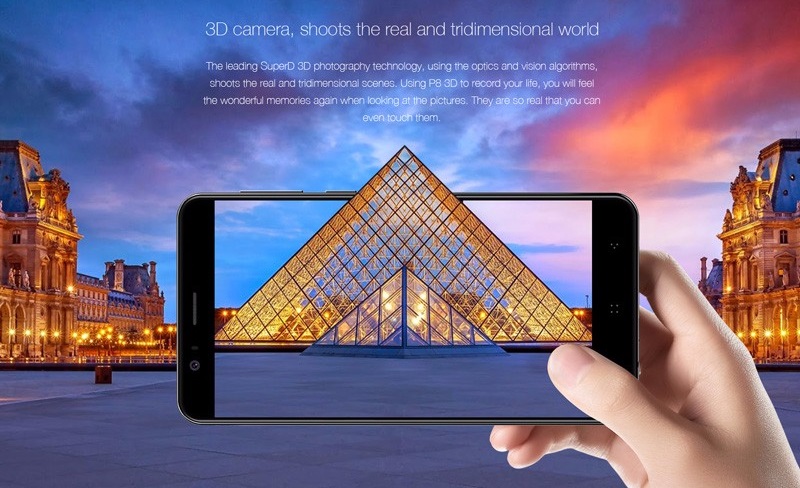 3D camera, shoots the real and tridimensional world
The leading SuperD 3D photography technology, using the optics and vision algorithms,
shoots the real and tridimensional scenes. Using P8 3D to record your life, you will feel
the wonderful memories again when looking at the pictures. They are so real that you can
even touch them.